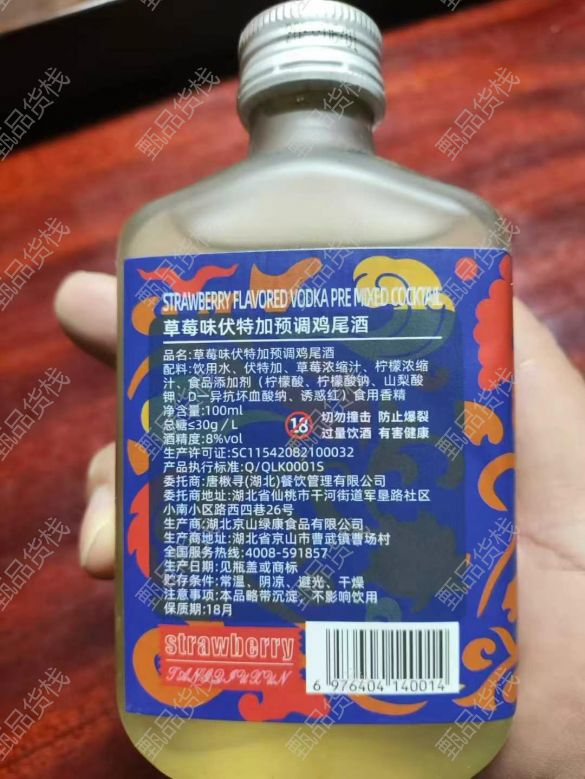 STRAWBERRY FLAVORED VODKA PRE MIXED COCKTAIL
草莓味伏特加预调鸡尾酒
品名:草莓味伏特加预调鸡尾酒
配料:饮用水、伏特加、草莓浓缩汁、柠檬浓缩
汁、食品添加剂(柠檬酸、柠檬酸钠、山梨酸
钾、D一异抗坏血酸纳、诱惑红)食用香精
净含量:100ml
总糖≤30g/L
酒精度:8%vol
18
切勿撞击 防止爆裂
过量饮酒 有害健康
生产许可证:SC11542082100032
产品执行标准:Q/QLK0001S
委托商:唐楸寻(湖北)餐饮管理有限公司
委托商地址:湖北省仙桃市干河街道军垦路社区
小南小区路西四巷26号
生产商:湖北京山绿康食品有限公司
生产商地址:湖北省京山市曹武镇曹场村
全国服务热线:4008-591857
生产日期:见瓶盖或商标
贮存条件:常温、阴凉、避光、干燥
注意事项:本品略带沉淀，不影响饮用
保质期:18月
strawberry
TANGQIUXUN
6 976404 140014
甄品货栈